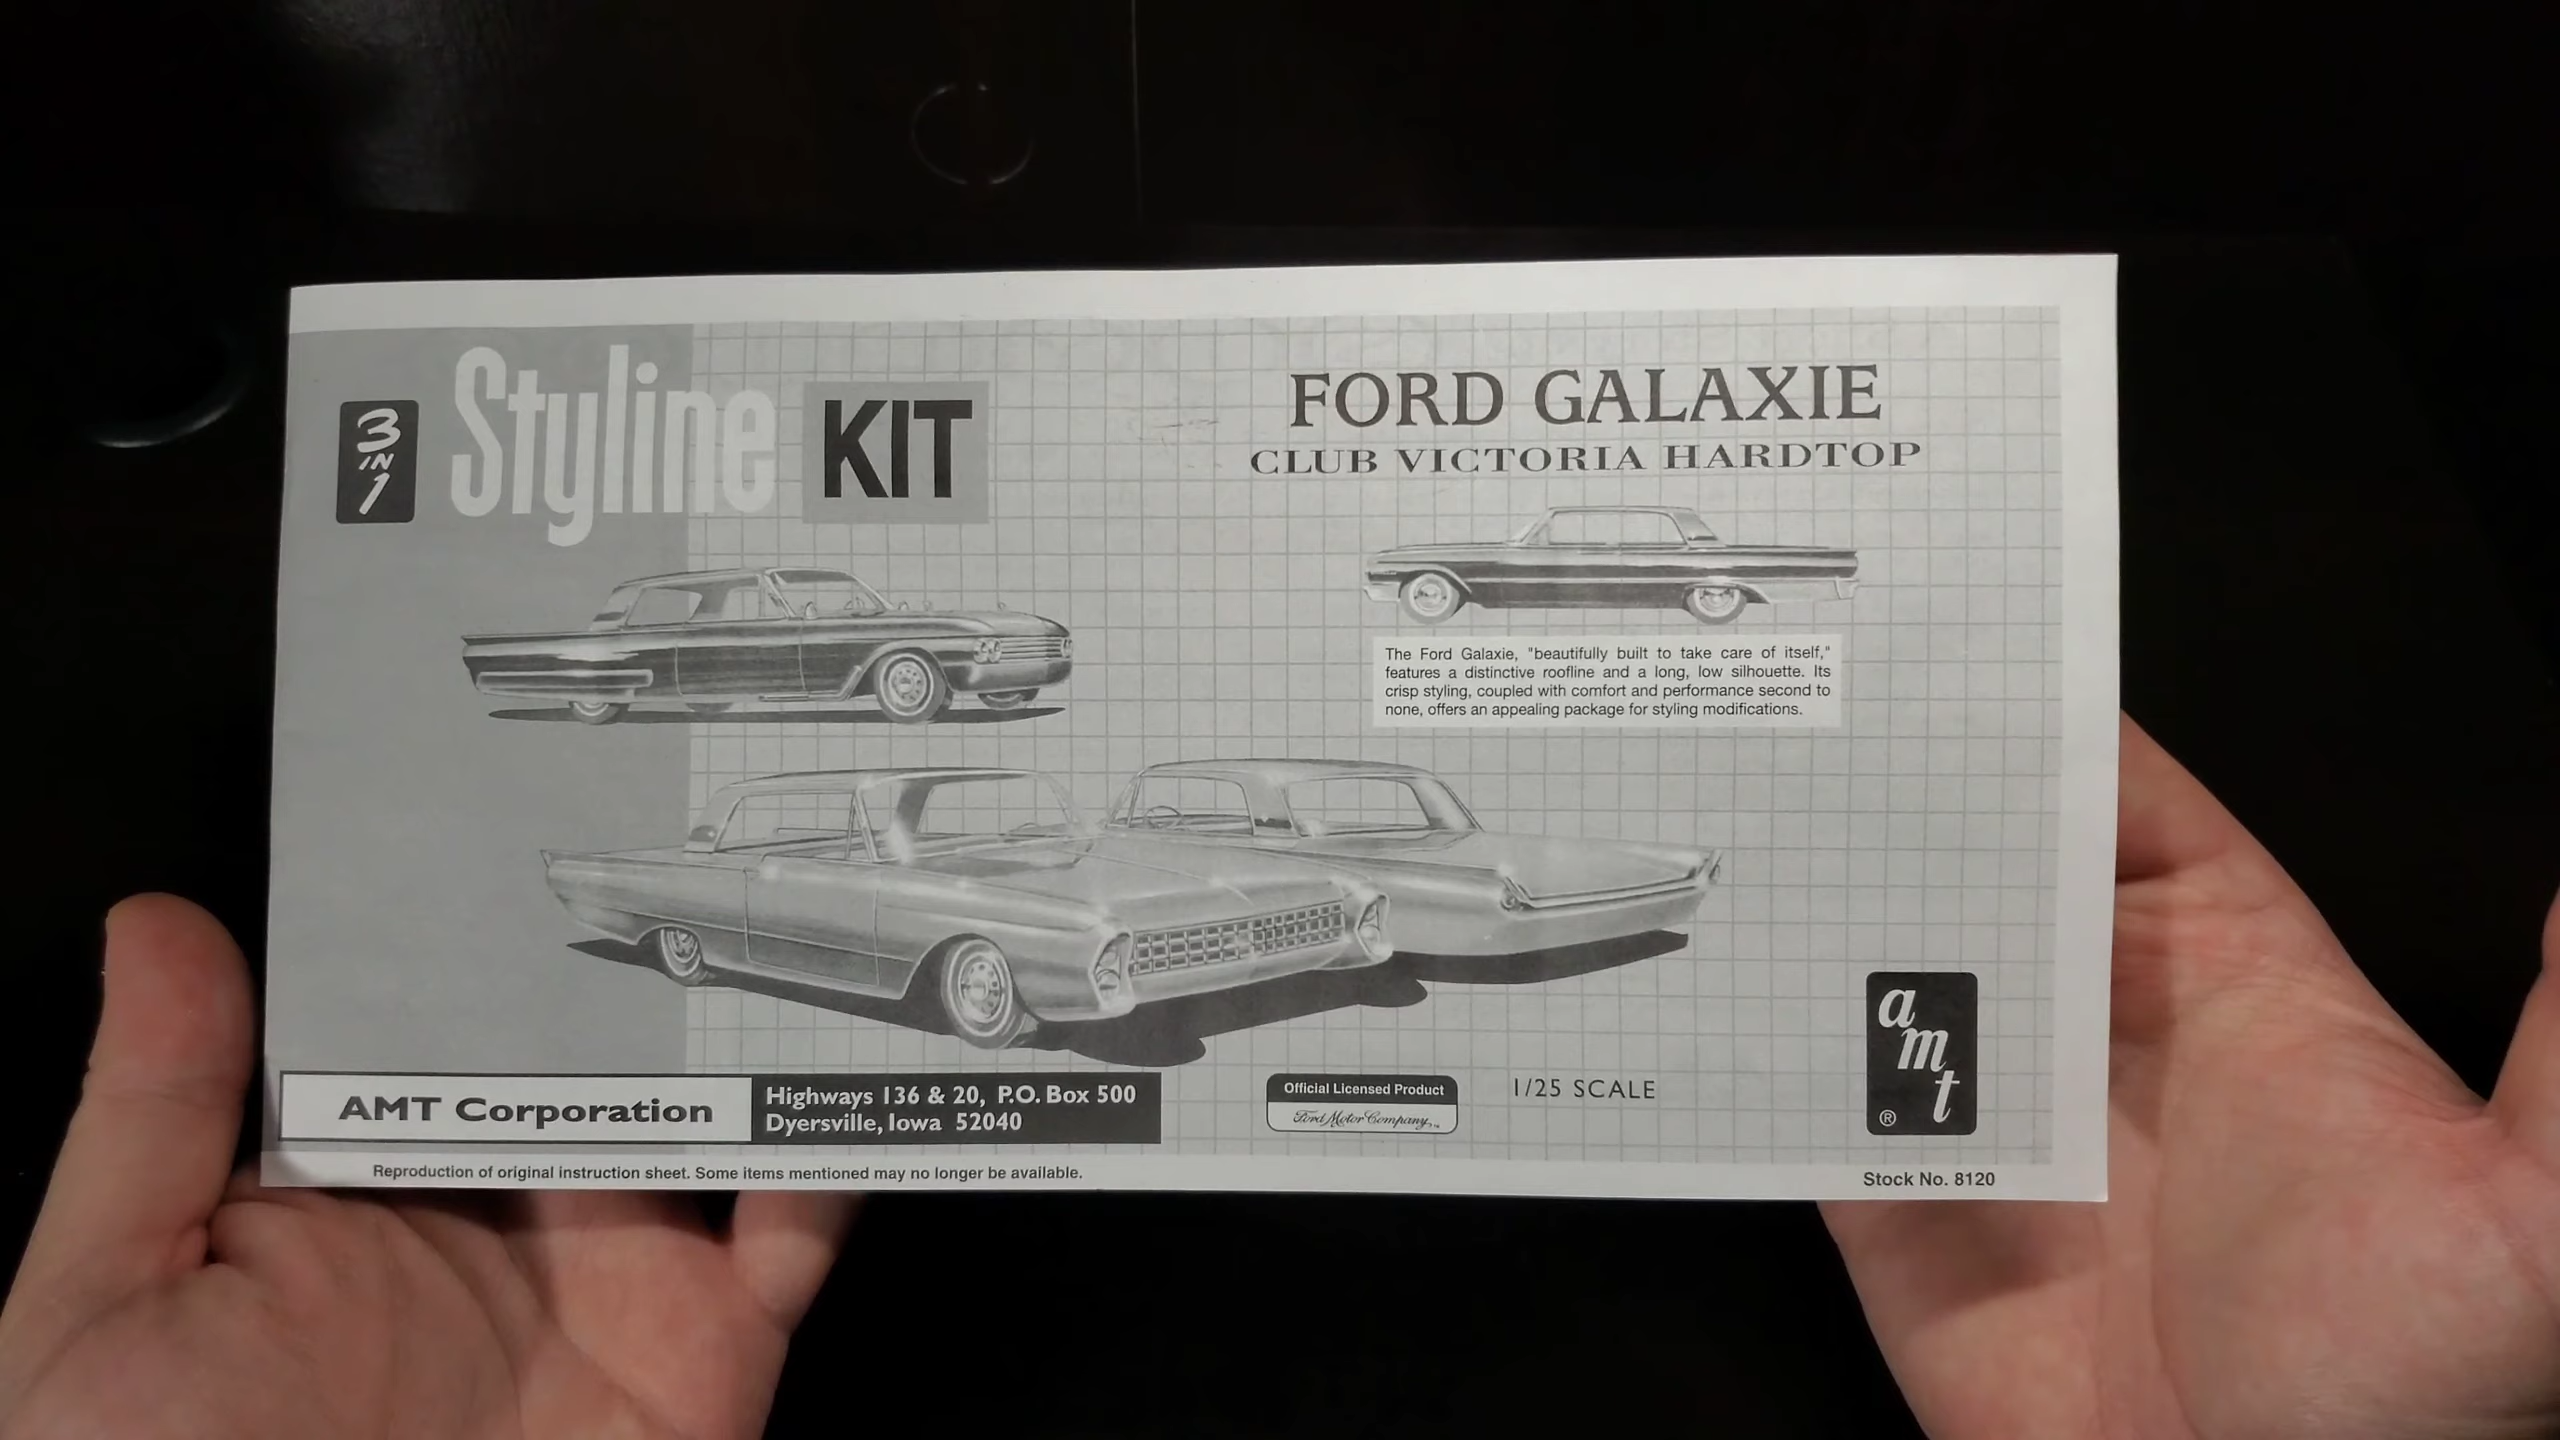 3
IN
1
Styline KIT
FORD GALAXIE
CLUB VICTORIA HARDTOP
The Ford Galaxie, "beautifully built to take care of itself,"
features a distinctive roofline and a long, low silhouette. Its
crisp styling, coupled with comfort and performance second to
none, offers an appealing package for styling modifications.
AMT Corporation
Highways 136 & 20, P.O. Box 500
Dyersville, Iowa 52040
Official Licensed Product
Ford Motor Company™
1/25 SCALE
amt
®
Reproduction of original instruction sheet. Some items mentioned may no longer be available.
Stock No. 8120